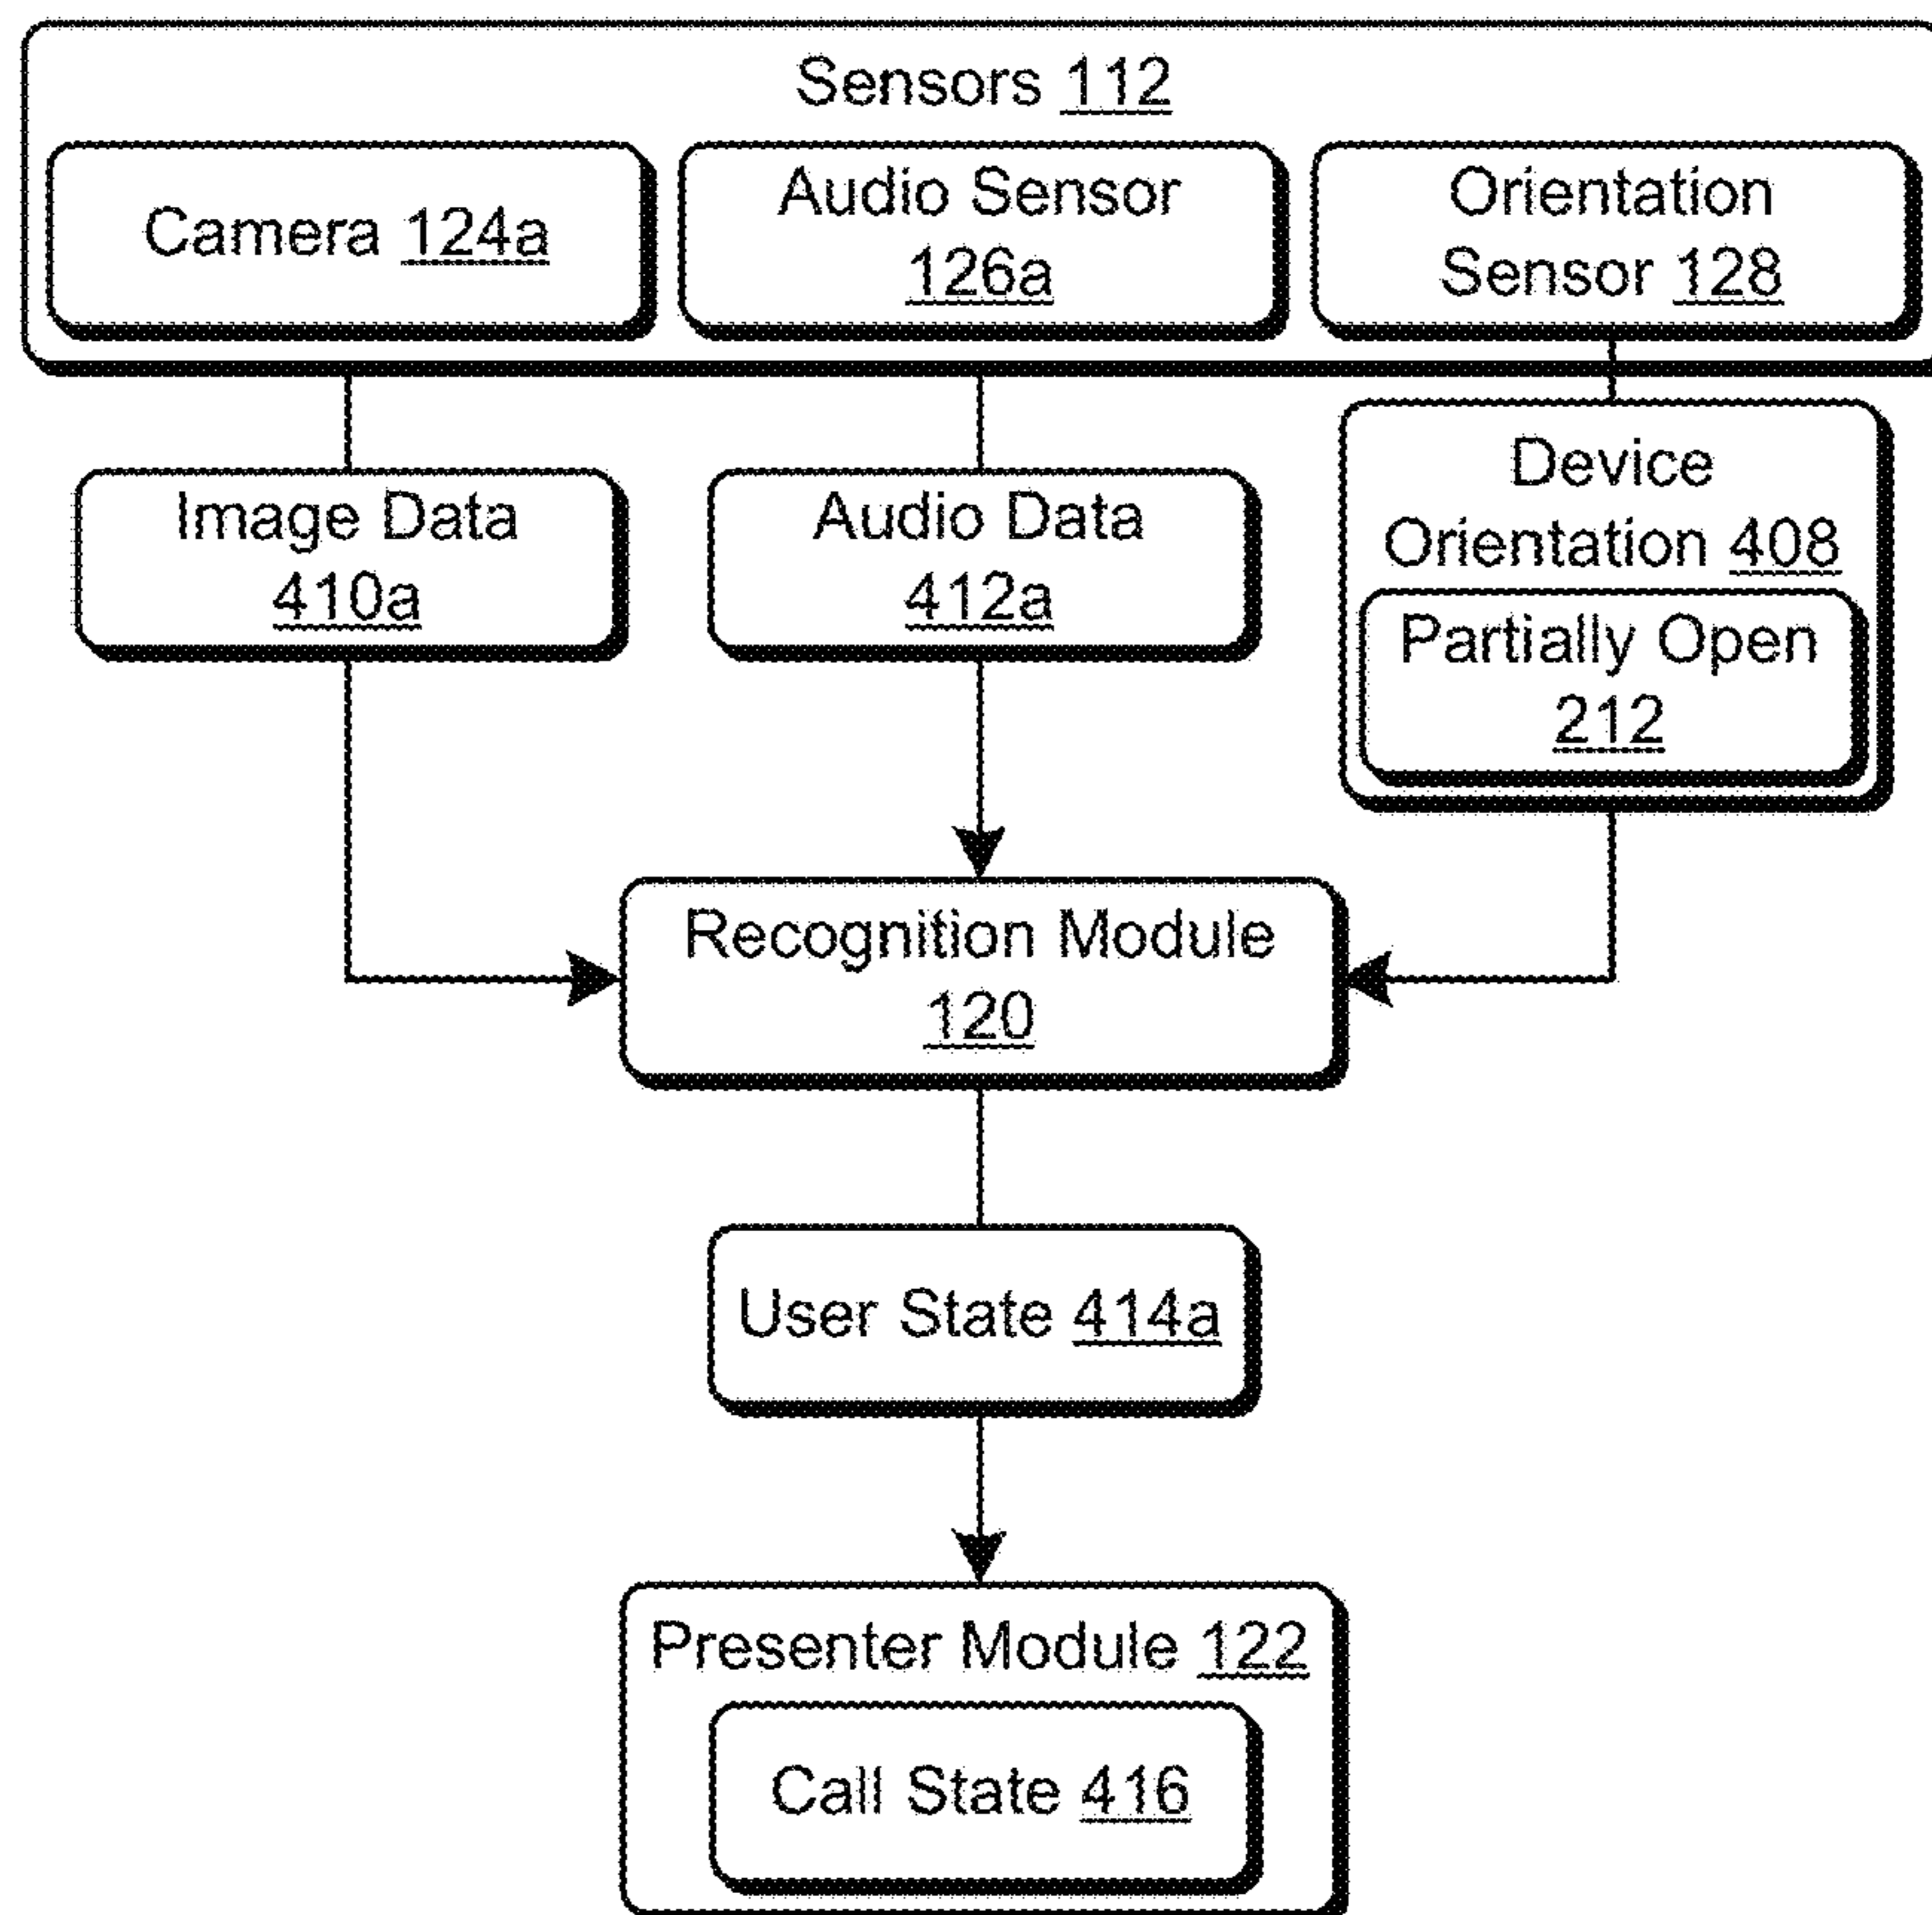 Sensors 112
Camera 124a
Audio Sensor
126a
Orientation
Sensor 128
Image Data
410a
Audio Data
412a
Device
Orientation 408
Partially Open
212
Recognition Module
120
User State 414a
Presenter Module 122
Call State 416